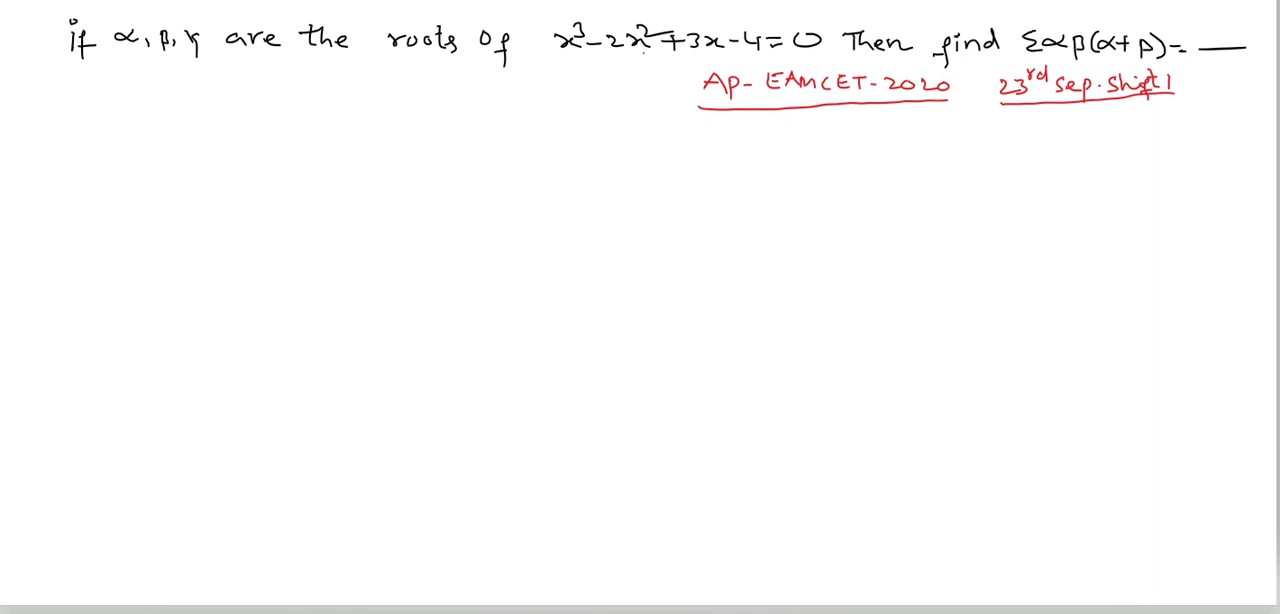 if α, β, γ are the roots of x³-2x²+3x-4=0 Then find Σαβ(α+β)= __
AP- EAMCET-2020 23rd Sep. Shift 1